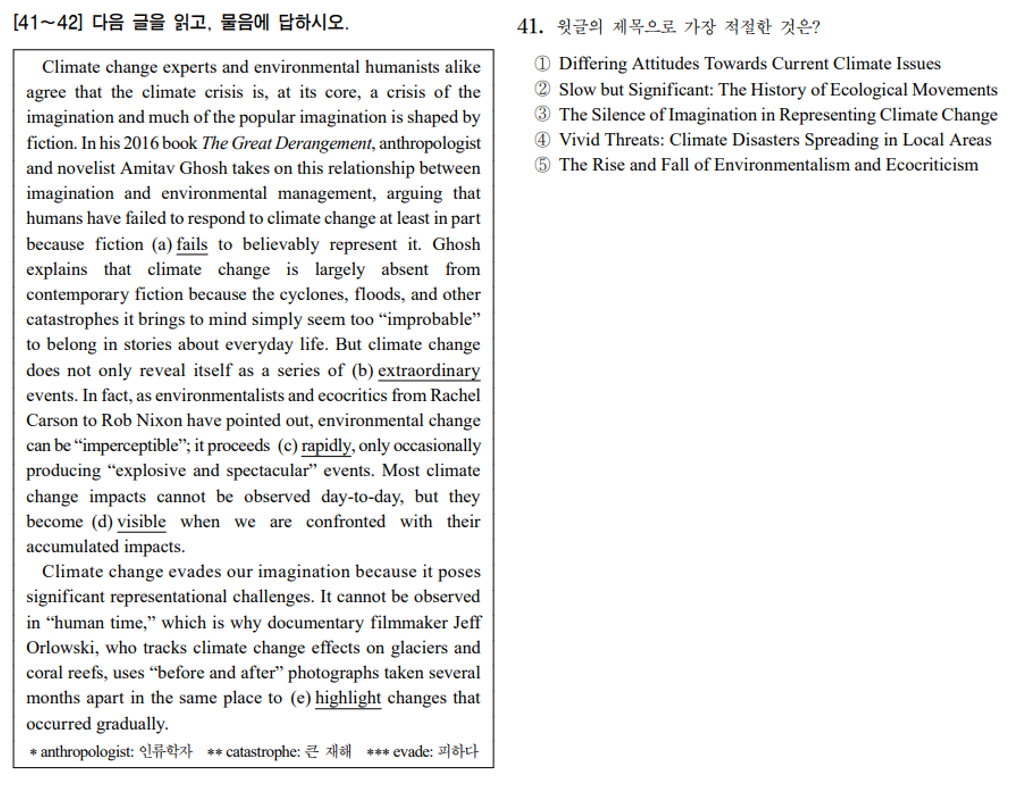 [41~42] 다음 글을 읽고, 물음에 답하시오.
Climate change experts and environmental humanists alike
agree that the climate crisis is, at its core, a crisis of the
imagination and much of the popular imagination is shaped by
fiction. In his 2016 book The Great Derangement, anthropologist
and novelist Amitav Ghosh takes on this relationship between
imagination and environmental management, arguing that
humans have failed to respond to climate change at least in part
because fiction (a) fails to believably represent it. Ghosh
explains that climate change is largely absent from
contemporary fiction because the cyclones, floods, and other
catastrophes it brings to mind simply seem too “improbable”
to belong in stories about everyday life. But climate change
does not only reveal itself as a series of (b) extraordinary
events. In fact, as environmentalists and ecocritics from Rachel
Carson to Rob Nixon have pointed out, environmental change
can be “imperceptible”; it proceeds (c) rapidly, only occasionally
producing “explosive and spectacular” events. Most climate
change impacts cannot be observed day-to-day, but they
become (d) visible when we are confronted with their
accumulated impacts.
Climate change evades our imagination because it poses
significant representational challenges. It cannot be observed
in “human time,” which is why documentary filmmaker Jeff
Orlowski, who tracks climate change effects on glaciers and
coral reefs, uses “before and after” photographs taken several
months apart in the same place to (e) highlight changes that
occurred gradually.
* anthropologist: 인류학자 ** catastrophe: 큰 재해 *** evade: 피하다
41. 윗글의 제목으로 가장 적절한 것은?
① Differing Attitudes Towards Current Climate Issues
② Slow but Significant: The History of Ecological Movements
③ The Silence of Imagination in Representing Climate Change
④ Vivid Threats: Climate Disasters Spreading in Local Areas
⑤ The Rise and Fall of Environmentalism and Ecocriticism